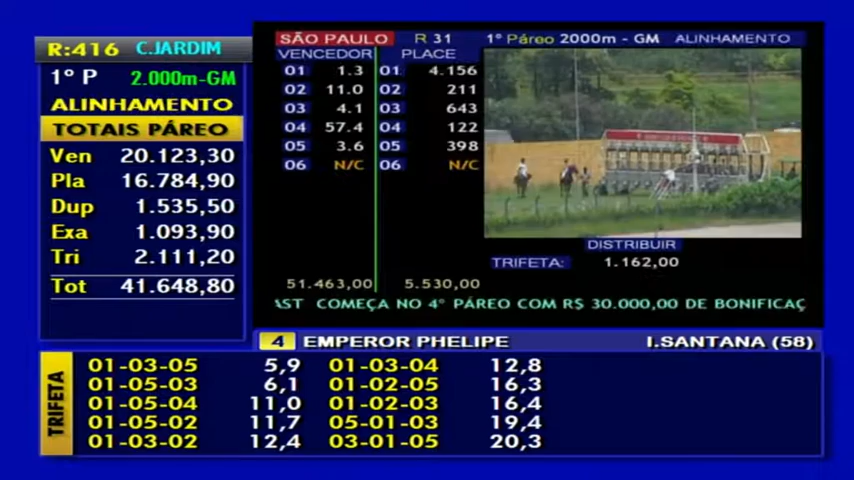 R:416 C.JARDIM
1º P 2.000m-GM
ALINHAMENTO
TOTAIS PÁREO
Ven 20.123,30
Pla 16.784,90
Dup 1.535,50
Exa 1.093,90
Tri 2.111,20
Tot 41.648,80
SÃO PAULO R 31 1º Páreo 2000m - GM ALINHAMENTO
VENCEDOR PLACE
01 1.3 01 4.156
02 11.0 02 211
03 4.1 03 643
04 57.4 04 122
05 3.6 05 398
06 N/C 06 N/C
51.463,00 5.530,00
DISTRIBUIR
TRIFETA: 1.162,00
AST COMEÇA NO 4º PÁREO COM R$ 30.000,00 DE BONIFICAÇ
4 EMPEROR PHELIPE I.SANTANA (58)
TRIFETA
01-03-05 5,9 01-03-04 12,8
01-05-03 6,1 01-02-05 16,3
01-05-04 11,0 01-02-03 16,4
01-05-02 11,7 05-01-03 19,4
01-03-02 12,4 03-01-05 20,3